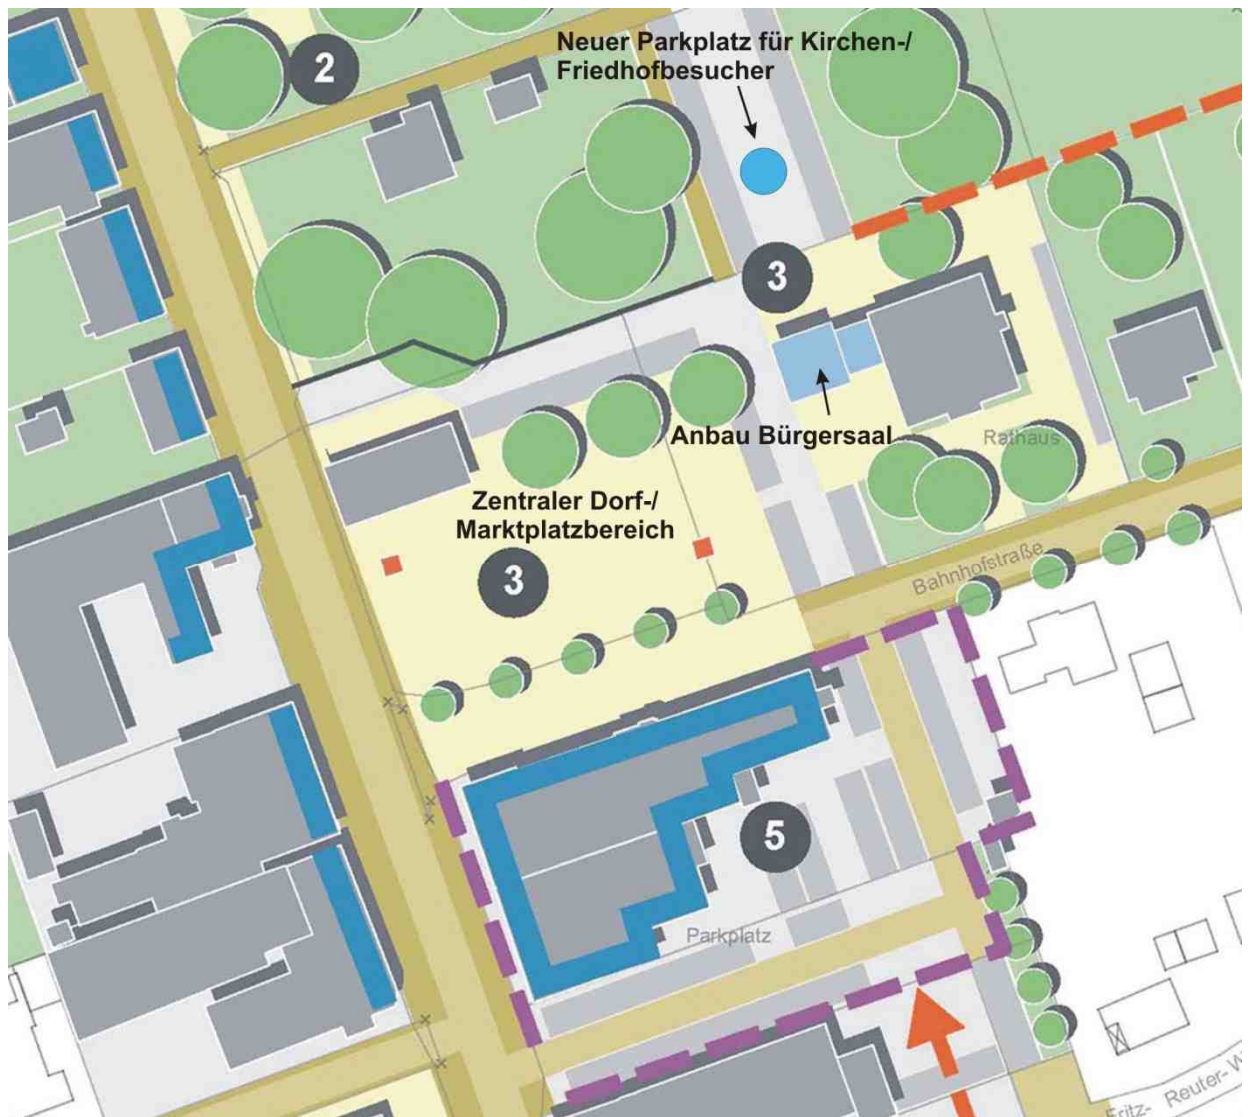 Neuer Parkplatz für Kirchen-/
Friedhofbesucher
2
3
Anbau Bürgersaal
Rathaus
Zentraler Dorf-/
Marktplatzbereich
3
Bahnhofstraße
5
Parkplatz
Fritz- Reuter-